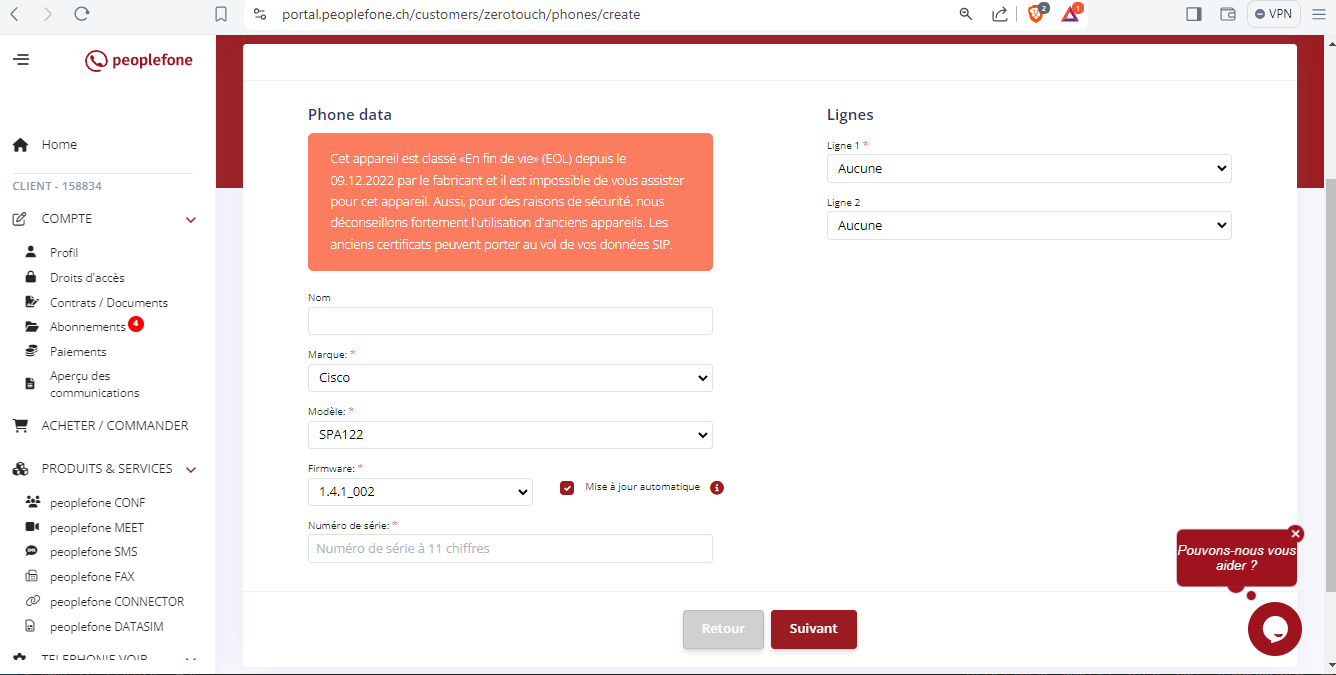 portal.peoplefone.ch/customers/zerotouch/phones/create
2
1
VPN
peoplefone
Home
CLIENT - 158834
COMPTE
Profil
Droits d'accès
Contrats / Documents
Abonnements
4
Paiements
Aperçu des
communications
ACHETER / COMMANDER
PRODUITS & SERVICES
peoplefone CONF
peoplefone MEET
peoplefone SMS
peoplefone FAX
peoplefone CONNECTOR
peoplefone DATASIM
TELEPHONIE VOIP
Phone data
Cet appareil est classé «En fin de vie» (EOL) depuis le
09.12.2022 par le fabricant et il est impossible de vous assister
pour cet appareil. Aussi, pour des raisons de sécurité, nous
déconseillons fortement l'utilisation d'anciens appareils. Les
anciens certificats peuvent porter au vol de vos données SIP.
Nom
Marque: *
Cisco
Modèle: *
SPA122
Firmware: *
1.4.1_002
Mise à jour automatique
Numéro de série: *
Numéro de série à 11 chiffres
Lignes
Ligne 1 *
Aucune
Ligne 2
Aucune
Retour
Suivant
Pouvons-nous vous
aider ?